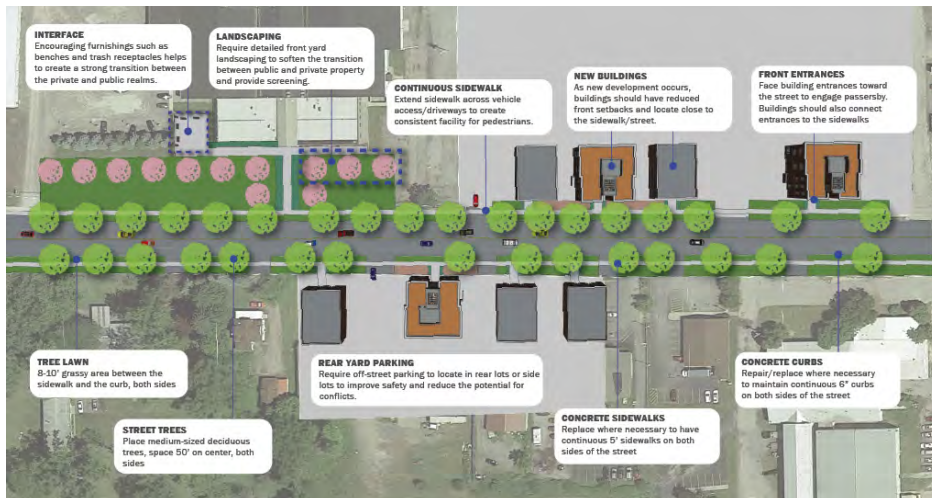 INTERFACE
Encouraging furnishings such as
benches and trash receptacles helps
to create a strong transition between
the private and public realms.
LANDSCAPING
Require detailed front yard
landscaping to soften the transition
between public and private property
and provide screening.
CONTINUOUS SIDEWALK
Extend sidewalk across vehicle
access/driveways to create
consistent facility for pedestrians.
NEW BUILDINGS
As new development occurs,
buildings should have reduced
front setbacks and locate close to
the sidewalk/street.
FRONT ENTRANCES
Face building entrances toward
the street to engage passersby.
Buildings should also connect
entrances to the sidewalks
TREE LAWN
8-10' grassy area between the
sidewalk and the curb, both sides
STREET TREES
Place medium-sized deciduous
trees, space 50' on center, both
sides
REAR YARD PARKING
Require off-street parking to locate in rear lots or side
lots to improve safety and reduce the potential for
conflicts.
CONCRETE SIDEWALKS
Replace where necessary to have
continuous 5' sidewalks on both
sides of the street
CONCRETE CURBS
Repair/replace where necessary
to maintain continuous 6" curbs
on both sides of the street